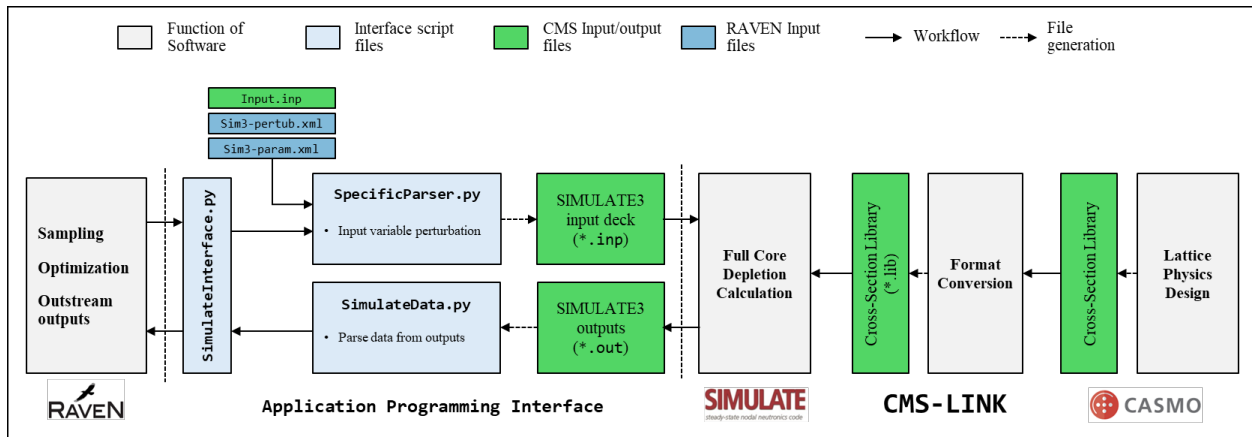 Function of
Software
Interface script
files
CMS Input/output
files
RAVEN Input
files
Workflow
File
generation
Input.inp
Sim3-pertub.xml
Sim3-param.xml
Sampling
Optimization
Outstream
outputs
SimulateInterface.py
SpecificParser.py
• Input variable perturbation
SimulateData.py
• Parse data from outputs
SIMULATE3
input deck
(*.inp)
SIMULATE3
outputs
(*.out)
Full Core
Depletion
Calculation
Cross-Section Library
(*.lib)
Format
Conversion
Cross-Section Library
Lattice
Physics
Design
RAVEN
Application Programming Interface
SIMULATE
steady-state nodal neutronics code
CMS-LINK
CASMO